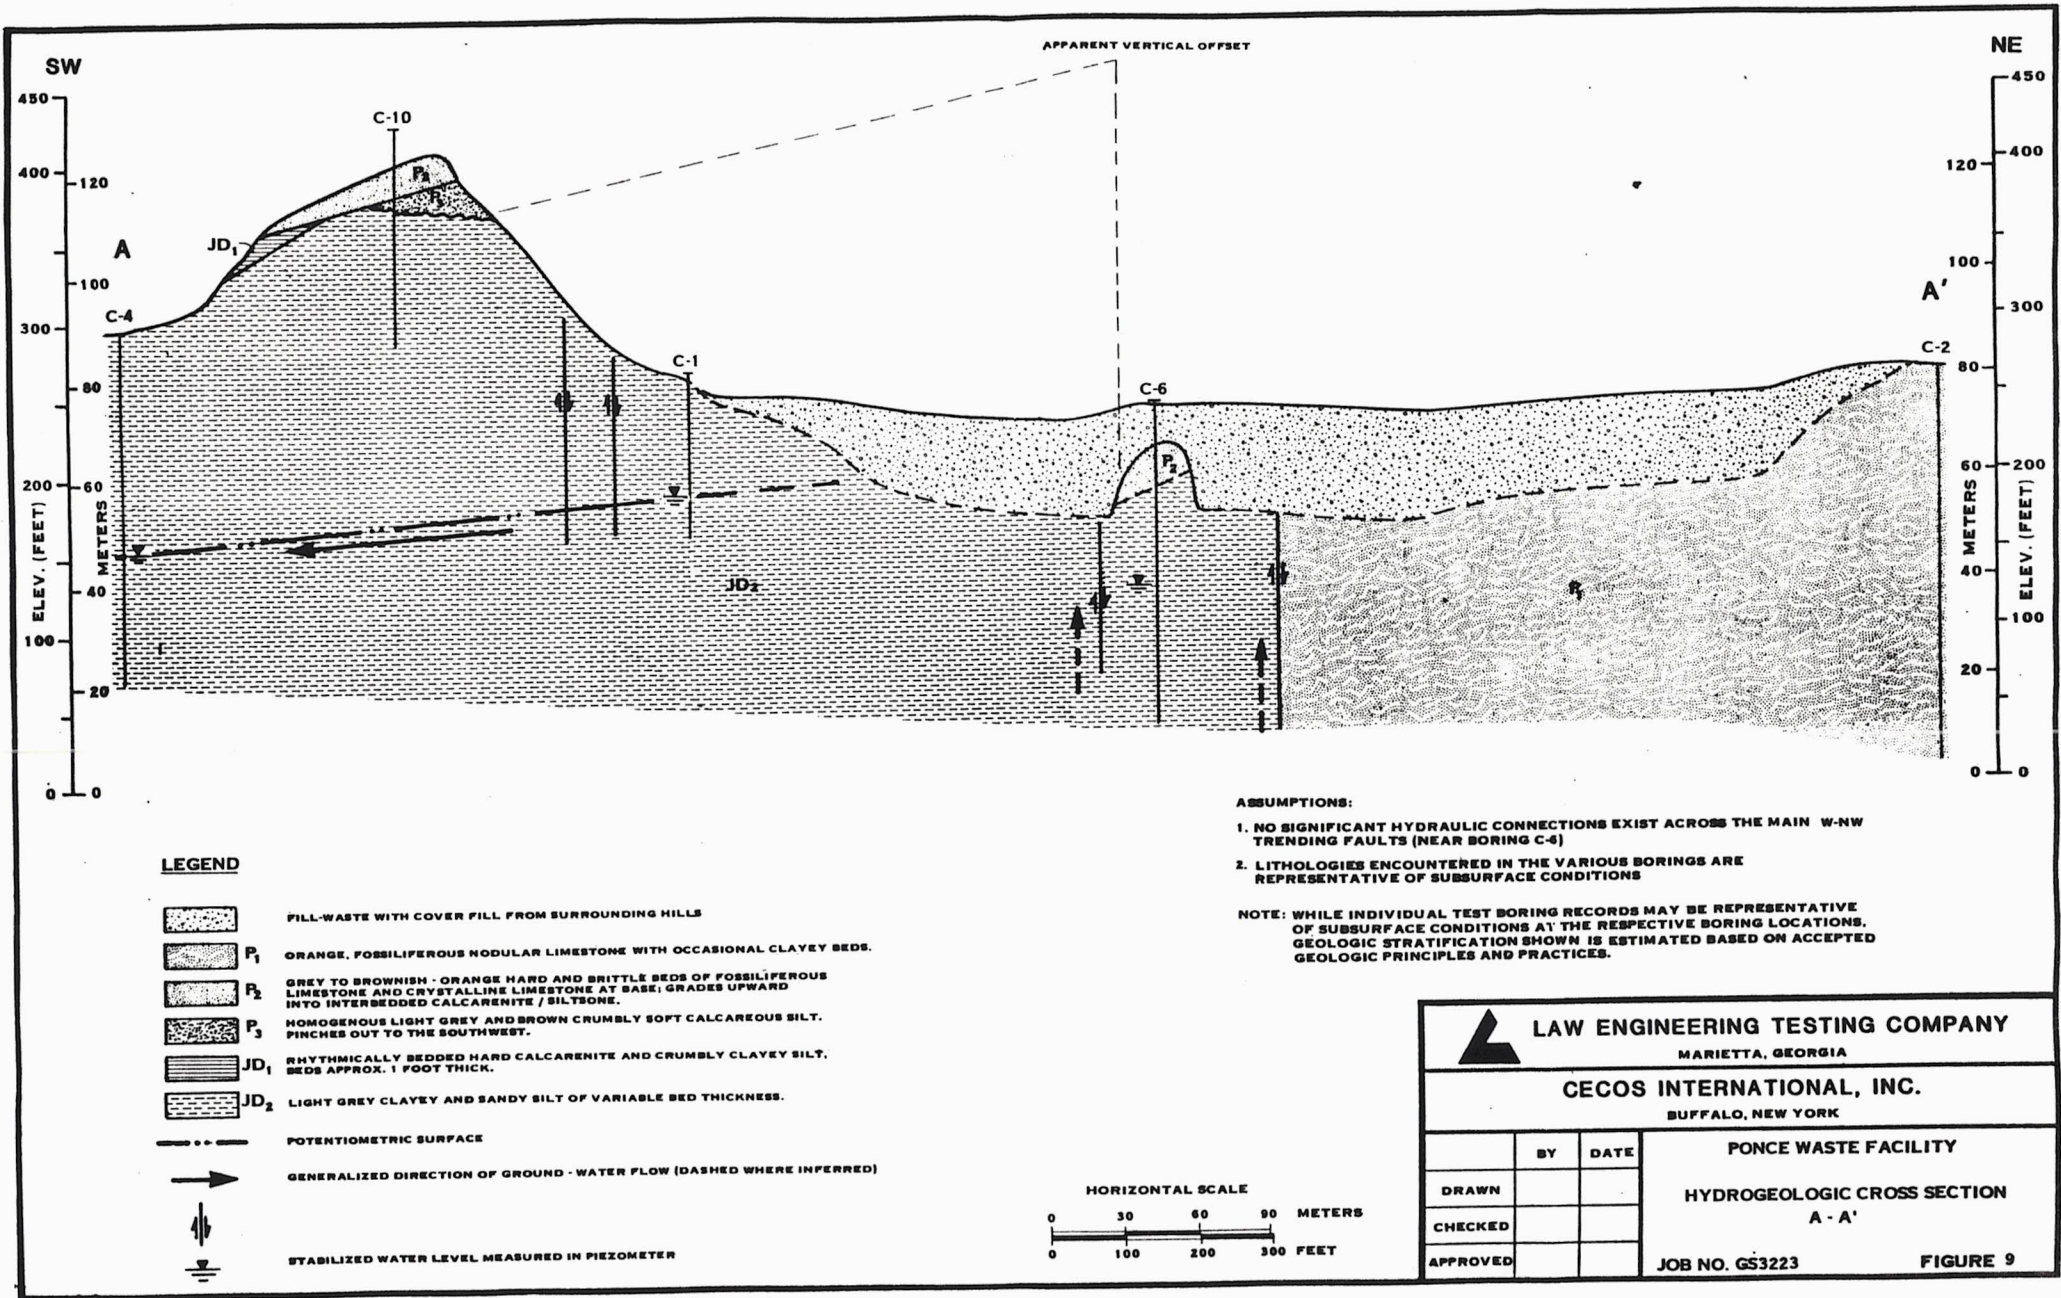 APPARENT VERTICAL OFFSET
SW
NE
450
450
C-10
400
120
120
400
P₂
P₃
JD₁
A
100
100
A'
C-4
300
300
C-1
C-2
80
80
C-6
200
60
60
200
P₂
ELEV. (FEET)
METERS
METERS
ELEV. (FEET)
JD₂
P₁
40
40
100
100
20
20
0
0
0
0
ASSUMPTIONS:
1. NO SIGNIFICANT HYDRAULIC CONNECTIONS EXIST ACROSS THE MAIN W-NW
TRENDING FAULTS (NEAR BORING C-6)
2. LITHOLOGIES ENCOUNTERED IN THE VARIOUS BORINGS ARE
REPRESENTATIVE OF SUBSURFACE CONDITIONS
NOTE: WHILE INDIVIDUAL TEST BORING RECORDS MAY BE REPRESENTATIVE
OF SUBSURFACE CONDITIONS AT THE RESPECTIVE BORING LOCATIONS,
GEOLOGIC STRATIFICATION SHOWN IS ESTIMATED BASED ON ACCEPTED
GEOLOGIC PRINCIPLES AND PRACTICES.
LEGEND
FILL-WASTE WITH COVER FILL FROM SURROUNDING HILLS
P₁ ORANGE, FOSSILIFEROUS NODULAR LIMESTONE WITH OCCASIONAL CLAYEY BEDS.
P₂ GREY TO BROWNISH - ORANGE HARD AND BRITTLE BEDS OF FOSSILIFEROUS
LIMESTONE AND CRYSTALLINE LIMESTONE AT BASE; GRADES UPWARD
INTO INTERBEDDED CALCARENITE / SILTSONE.
P₃ HOMOGENOUS LIGHT GREY AND BROWN CRUMBLY SOFT CALCAREOUS SILT.
PINCHES OUT TO THE SOUTHWEST.
JD₁ RHYTHMICALLY BEDDED HARD CALCARENITE AND CRUMBLY CLAYEY SILT,
BEDS APPROX. 1 FOOT THICK.
JD₂ LIGHT GREY CLAYEY AND SANDY SILT OF VARIABLE BED THICKNESS.
POTENTIOMETRIC SURFACE
GENERALIZED DIRECTION OF GROUND - WATER FLOW (DASHED WHERE INFERRED)
STABILIZED WATER LEVEL MEASURED IN PIEZOMETER
HORIZONTAL SCALE
0 30 60 90 METERS
0 100 200 300 FEET
LAW ENGINEERING TESTING COMPANY
MARIETTA, GEORGIA
CECOS INTERNATIONAL, INC.
BUFFALO, NEW YORK
BY DATE
DRAWN
CHECKED
APPROVED
PONCE WASTE FACILITY
HYDROGEOLOGIC CROSS SECTION
A - A'
JOB NO. GS3223 FIGURE 9